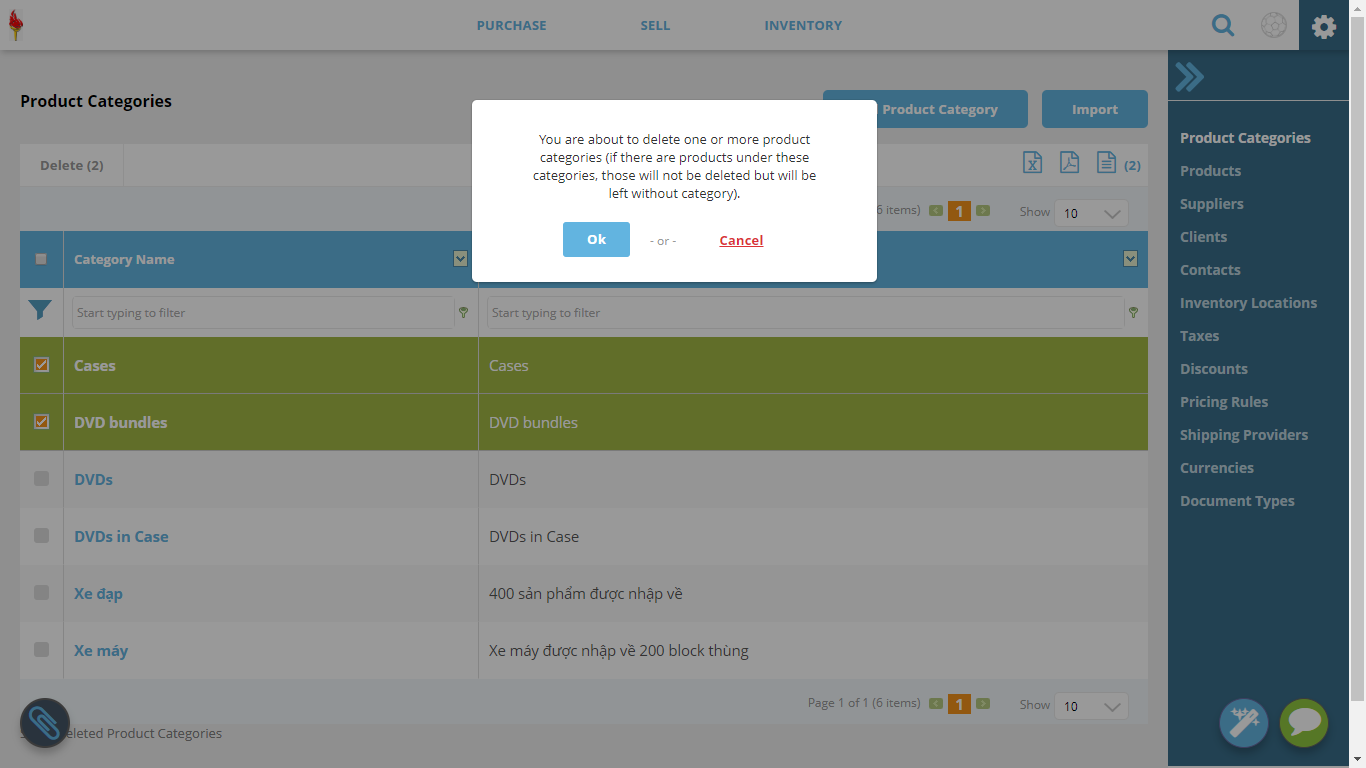 PURCHASE
SELL
INVENTORY
Product Categories
Product Category
Import
You are about to delete one or more product
categories (if there are products under these
categories, those will not be deleted but will be
left without category).
Ok
- or -
Cancel
Delete (2)
(2)
6 items)
1
Show
10
Category Name
Start typing to filter
Start typing to filter
Cases
Cases
DVD bundles
DVD bundles
DVDs
DVDs
DVDs in Case
DVDs in Case
Xe đạp
400 sản phẩm được nhập về
Xe máy
Xe máy được nhập về 200 block thùng
Page 1 of 1 (6 items)
1
Show
10
Product Categories
Product Categories
Products
Suppliers
Clients
Contacts
Inventory Locations
Taxes
Discounts
Pricing Rules
Shipping Providers
Currencies
Document Types